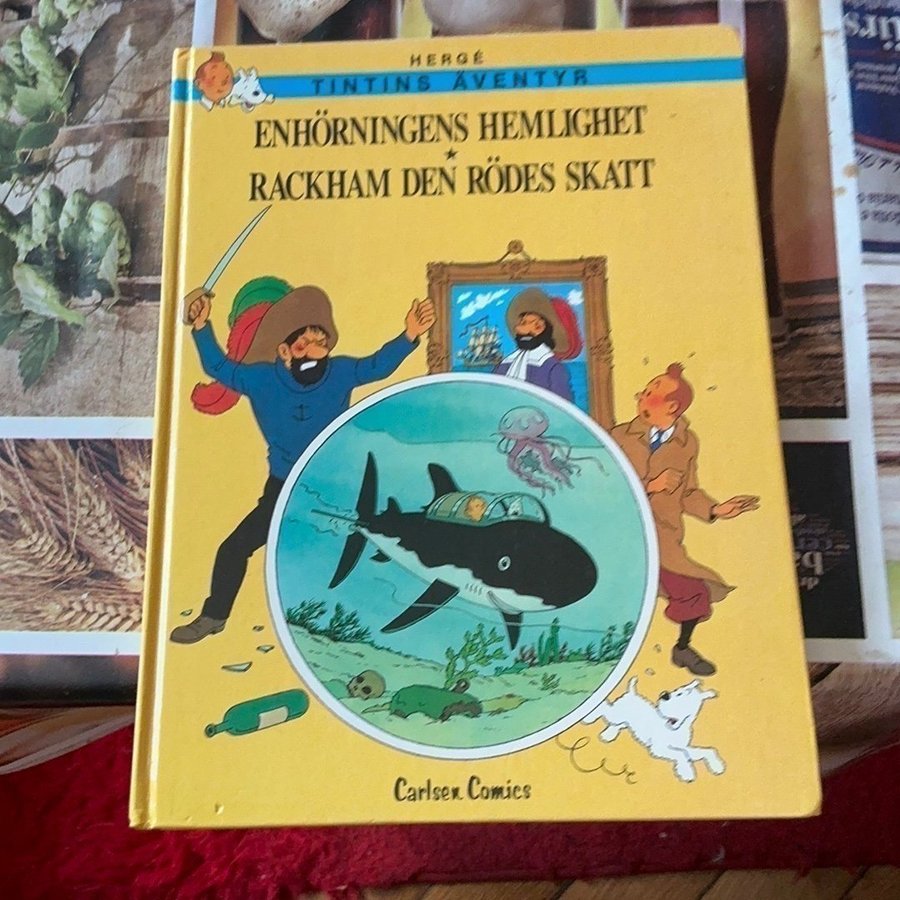 HERGÉ
TINTINS ÄVENTYR
ENHÖRNINGENS HEMLIGHET
★
RACKHAM DEN RÖDES SKATT
Carlsen Comics